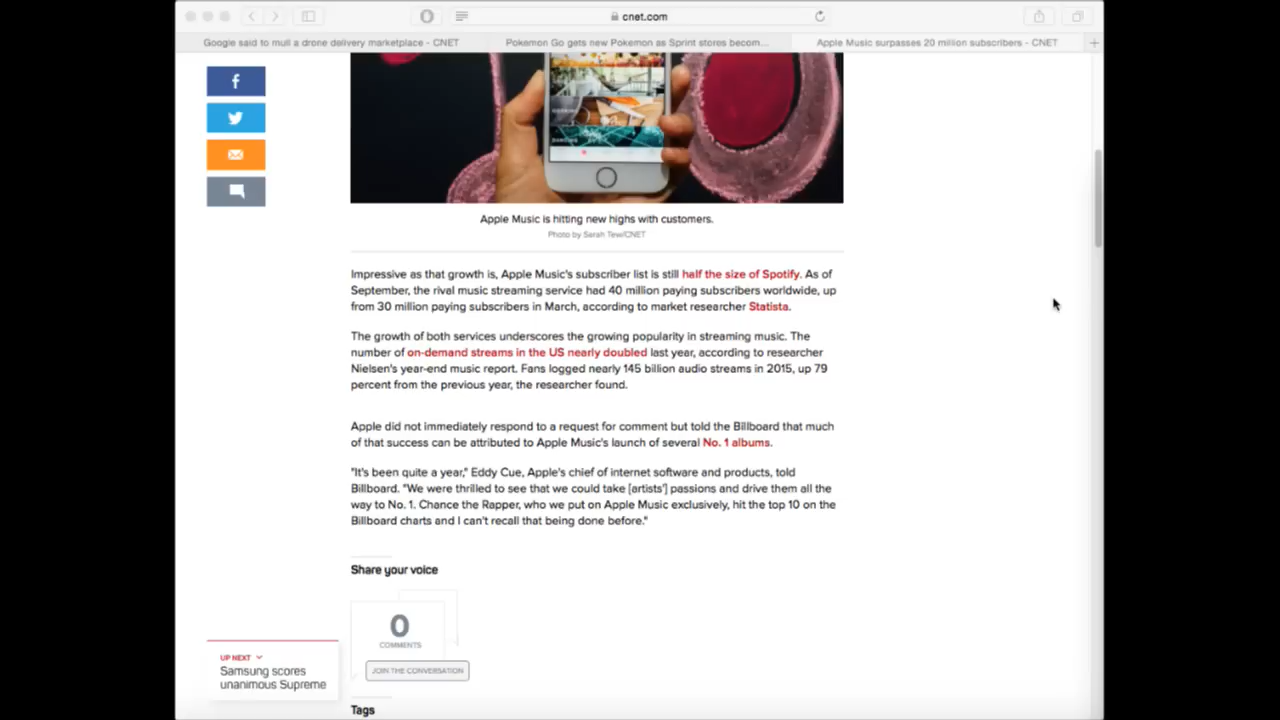 cnet.com
Google said to mull a drone delivery marketplace - CNET
Pokemon Go gets new Pokemon as Sprint stores becom...
Apple Music surpasses 20 million subscribers - CNET
Apple Music is hitting new highs with customers.
Photo by Sarah Tew/CNET
Impressive as that growth is, Apple Music's subscriber list is still half the size of Spotify. As of
September, the rival music streaming service had 40 million paying subscribers worldwide, up
from 30 million paying subscribers in March, according to market researcher Statista.
The growth of both services underscores the growing popularity in streaming music. The
number of on-demand streams in the US nearly doubled last year, according to researcher
Nielsen's year-end music report. Fans logged nearly 145 billion audio streams in 2015, up 79
percent from the previous year, the researcher found.
Apple did not immediately respond to a request for comment but told the Billboard that much
of that success can be attributed to Apple Music's launch of several No. 1 albums.
"It's been quite a year," Eddy Cue, Apple's chief of internet software and products, told
Billboard. "We were thrilled to see that we could take [artists'] passions and drive them all the
way to No. 1. Chance the Rapper, who we put on Apple Music exclusively, hit the top 10 on the
Billboard charts and I can't recall that being done before."
Share your voice
0
COMMENTS
JOIN THE CONVERSATION
UP NEXT
Samsung scores
unanimous Supreme
Tags